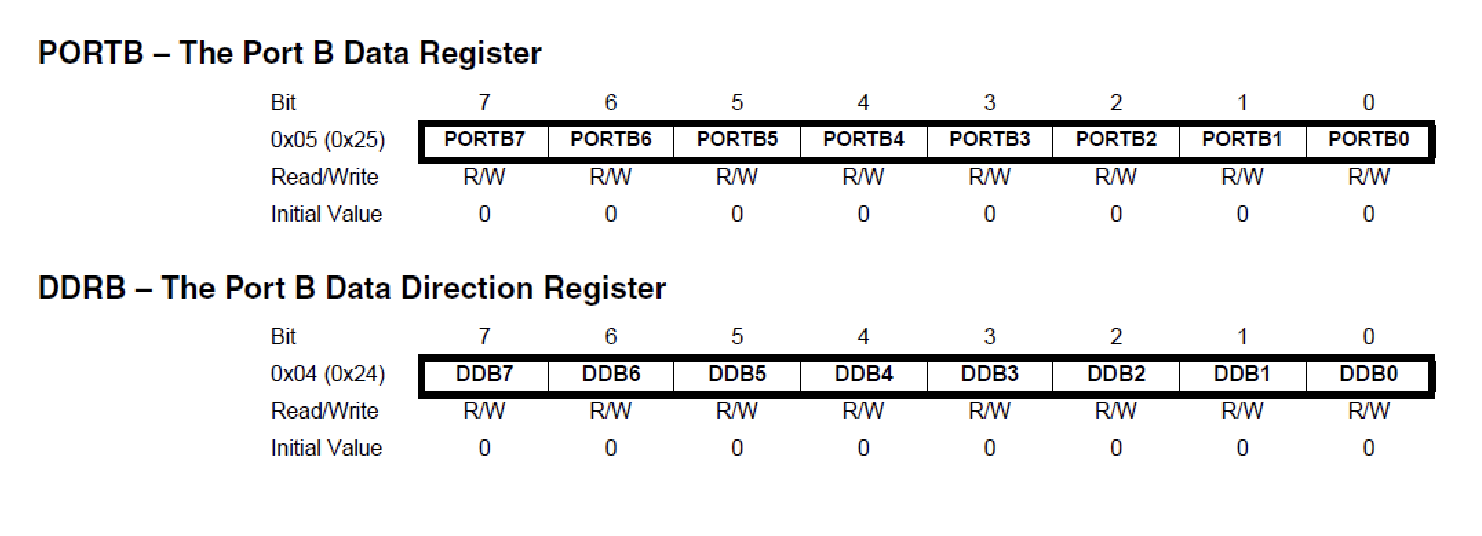 PORTB – The Port B Data Register
Bit 7 6 5 4 3 2 1 0
0x05 (0x25) PORTB7 PORTB6 PORTB5 PORTB4 PORTB3 PORTB2 PORTB1 PORTB0
Read/Write R/W R/W R/W R/W R/W R/W R/W R/W
Initial Value 0 0 0 0 0 0 0 0
DDRB – The Port B Data Direction Register
Bit 7 6 5 4 3 2 1 0
0x04 (0x24) DDB7 DDB6 DDB5 DDB4 DDB3 DDB2 DDB1 DDB0
Read/Write R/W R/W R/W R/W R/W R/W R/W R/W
Initial Value 0 0 0 0 0 0 0 0